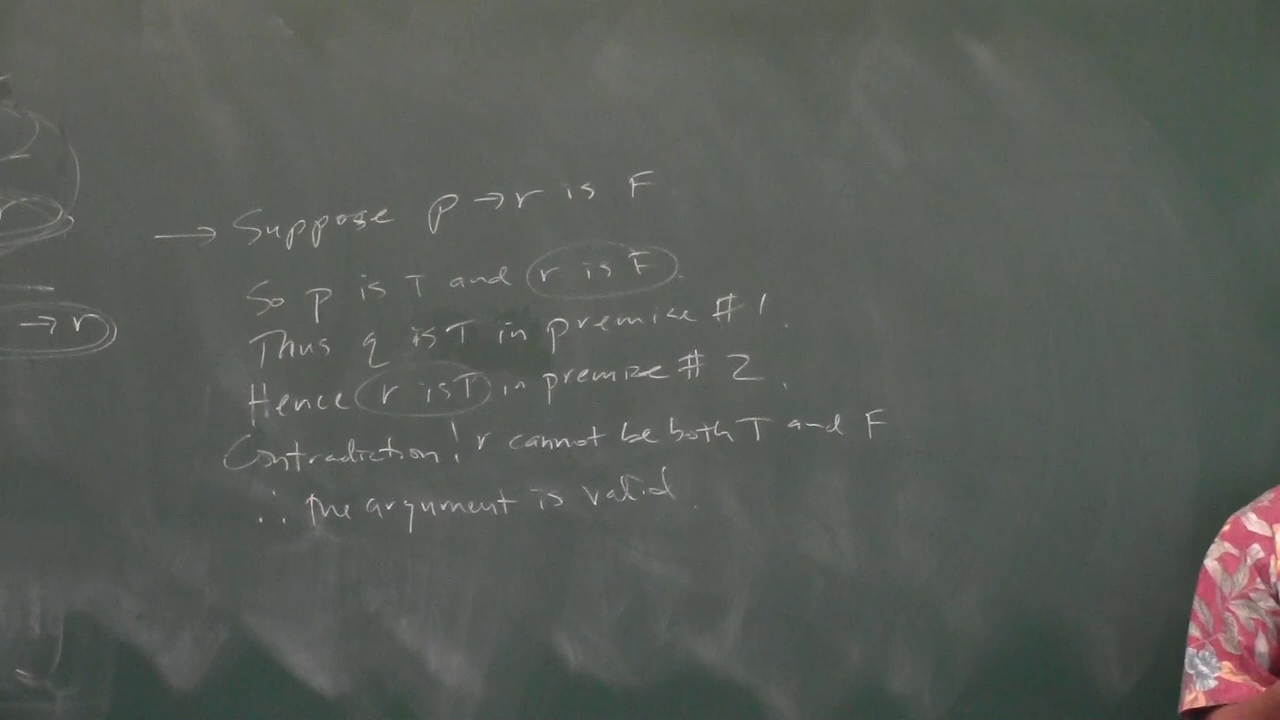 r
→ r
→ Suppose p → r is F
So p is T and r is F.
Thus q is T in premise #1.
Hence r is T in premise #2.
Contradiction! r cannot be both T and F
∴ the argument is valid.